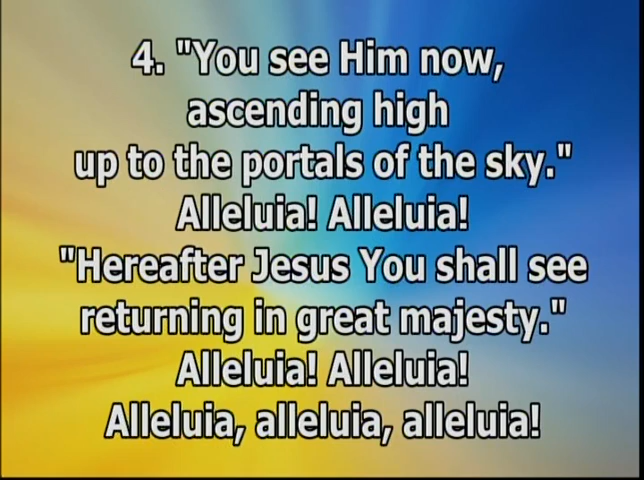 4. "You see Him now,
ascending high
up to the portals of the sky."
Alleluia! Alleluia!
"Hereafter Jesus You shall see
returning in great majesty."
Alleluia! Alleluia!
Alleluia, alleluia, alleluia!